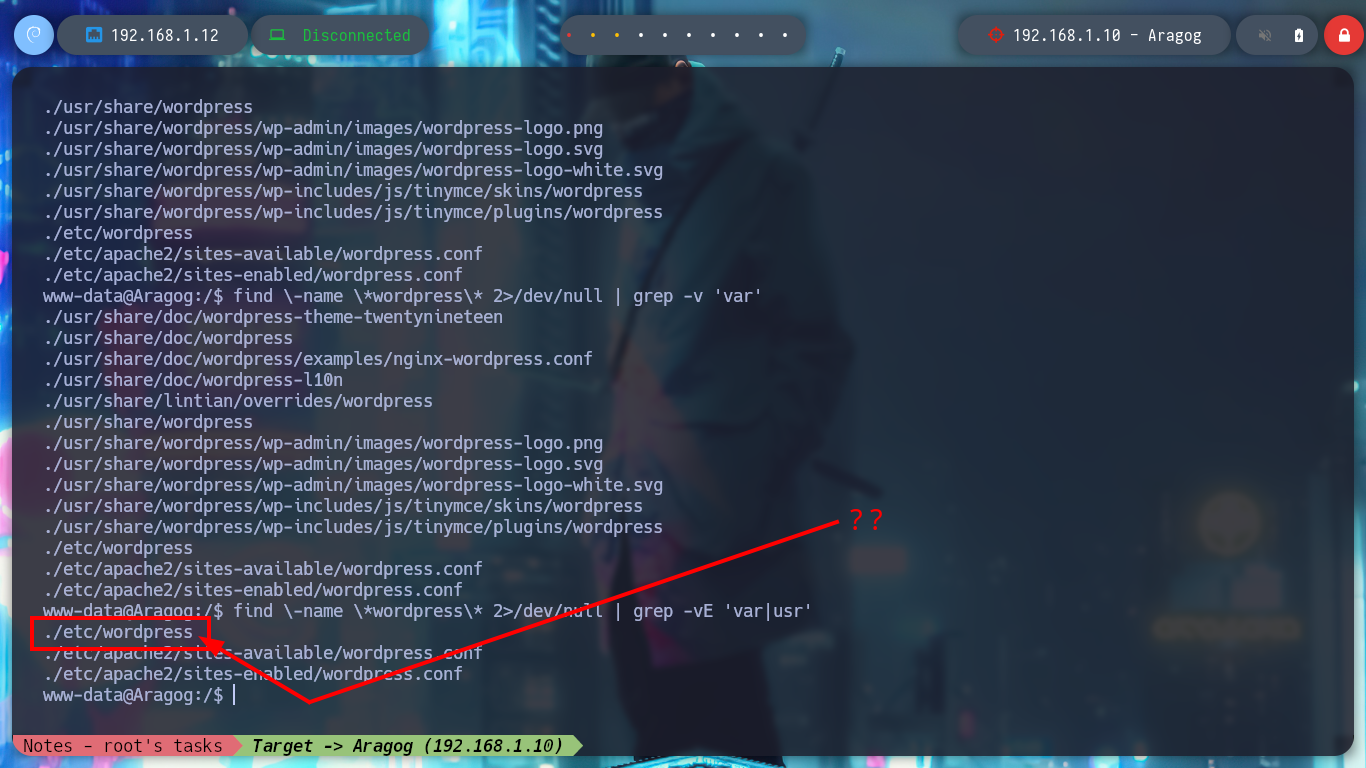 192.168.1.12
Disconnected
192.168.1.10 - Aragog
./usr/share/wordpress
./usr/share/wordpress/wp-admin/images/wordpress-logo.png
./usr/share/wordpress/wp-admin/images/wordpress-logo.svg
./usr/share/wordpress/wp-admin/images/wordpress-logo-white.svg
./usr/share/wordpress/wp-includes/js/tinymce/skins/wordpress
./usr/share/wordpress/wp-includes/js/tinymce/plugins/wordpress
./etc/wordpress
./etc/apache2/sites-available/wordpress.conf
./etc/apache2/sites-enabled/wordpress.conf
www-data@Aragog:/$ find \-name \*wordpress\* 2>/dev/null | grep -v 'var'
./usr/share/doc/wordpress-theme-twentynineteen
./usr/share/doc/wordpress
./usr/share/doc/wordpress/examples/nginx-wordpress.conf
./usr/share/doc/wordpress-l10n
./usr/share/lintian/overrides/wordpress
./usr/share/wordpress
./usr/share/wordpress/wp-admin/images/wordpress-logo.png
./usr/share/wordpress/wp-admin/images/wordpress-logo.svg
./usr/share/wordpress/wp-admin/images/wordpress-logo-white.svg
./usr/share/wordpress/wp-includes/js/tinymce/skins/wordpress
./usr/share/wordpress/wp-includes/js/tinymce/plugins/wordpress
./etc/wordpress
./etc/apache2/sites-available/wordpress.conf
./etc/apache2/sites-enabled/wordpress.conf
??
www-data@Aragog:/$ find \-name \*wordpress\* 2>/dev/null | grep -vE 'var|usr'
./etc/wordpress
./etc/apache2/sites-available/wordpress.conf
./etc/apache2/sites-enabled/wordpress.conf
www-data@Aragog:/$
Notes - root's tasks Target -> Aragog (192.168.1.10)